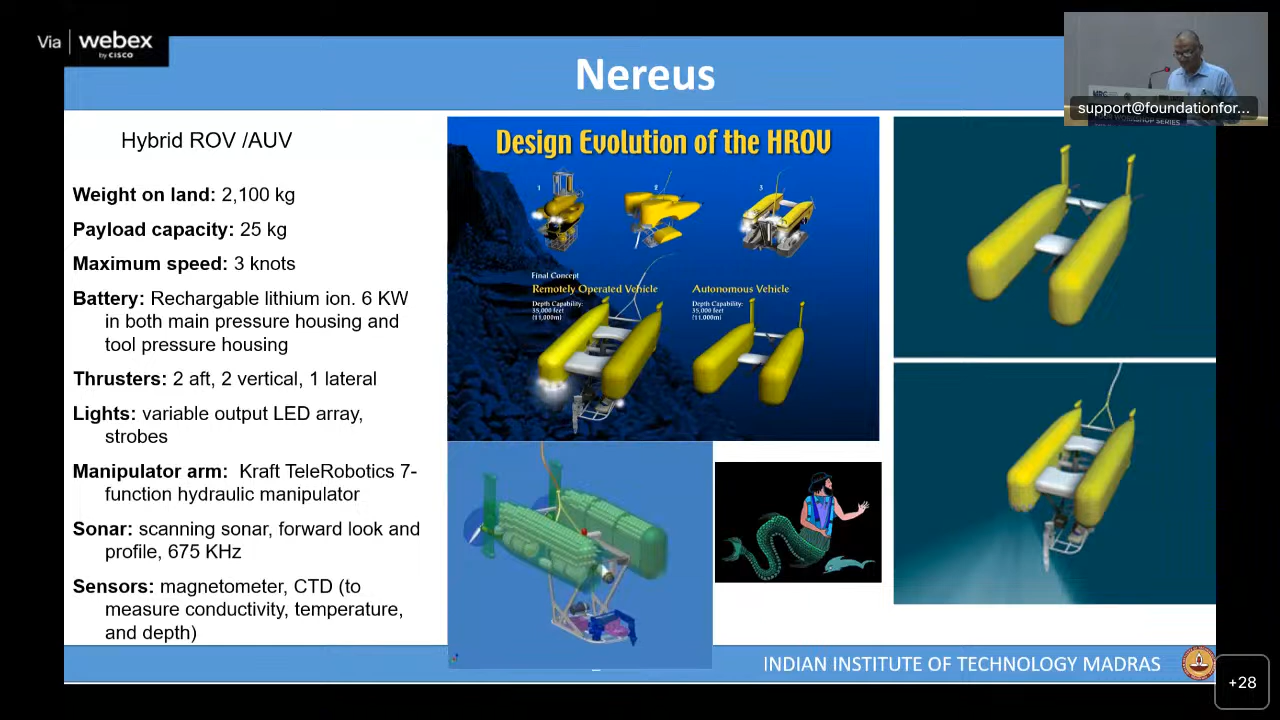 Via webex
by CISCO
Nereus
support@foundationfor...
Hybrid ROV /AUV
Weight on land: 2,100 kg
Payload capacity: 25 kg
Maximum speed: 3 knots
Battery: Rechargable lithium ion. 6 KW
in both main pressure housing and
tool pressure housing
Thrusters: 2 aft, 2 vertical, 1 lateral
Lights: variable output LED array,
strobes
Manipulator arm: Kraft TeleRobotics 7-
function hydraulic manipulator
Sonar: scanning sonar, forward look and
profile, 675 KHz
Sensors: magnetometer, CTD (to
measure conductivity, temperature,
and depth)
Design Evolution of the HROV
1
2
3
Final Concept
Remotely Operated Vehicle
Depth Capability:
35,000 feet
(11,000m)
Autonomous Vehicle
Depth Capability:
35,000 feet
(11,000m)
INDIAN INSTITUTE OF TECHNOLOGY MADRAS
+28